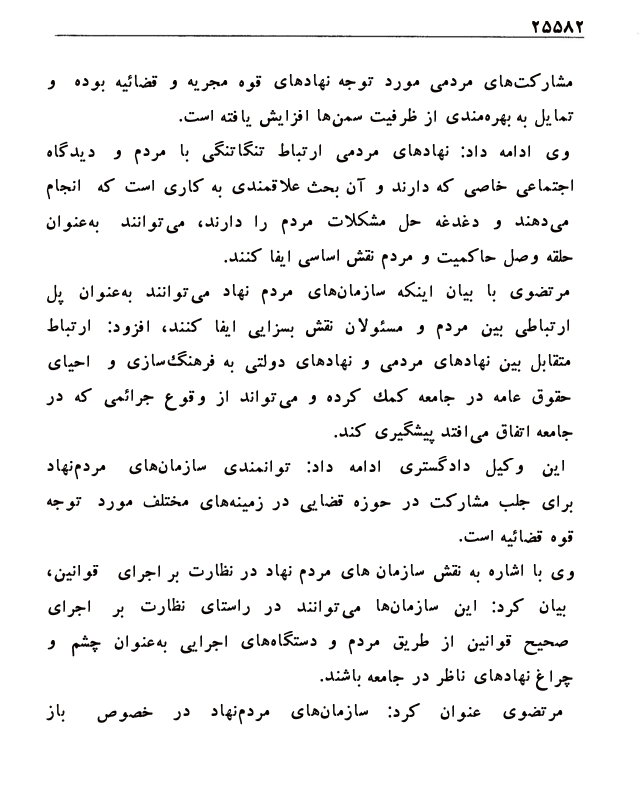 ۲۵۵۸۲
مشارکت‌های مردمی مورد توجه نهادهای قوه مجریه و قضائیه بوده و
تمایل به بهره‌مندی از ظرفیت سمن‌ها افزایش یافته است.
وی ادامه داد: نهادهای مردمی ارتباط تنگاتنگی با مردم و دیدگاه
اجتماعی خاصی که دارند و آن بحث علاقمندی به کاری است که انجام
می‌دهند و دغدغه حل مشکلات مردم را دارند، می‌توانند به‌عنوان
حلقه وصل حاکمیت و مردم نقش اساسی ایفا کنند.
مرتضوی با بیان اینکه سازمان‌های مردم نهاد می‌توانند به‌عنوان پل
ارتباطی بین مردم و مسئولان نقش بسزایی ایفا کنند، افزود: ارتباط
متقابل بین نهادهای مردمی و نهادهای دولتی به فرهنگ‌سازی و احیای
حقوق عامه در جامعه کمك کرده و می‌تواند از وقوع جرائمی که در
جامعه اتفاق می‌افتد پیشگیری کند.
این وکیل دادگستری ادامه داد: توانمندی سازمان‌های مردم‌نهاد
برای جلب مشارکت در حوزه قضایی در زمینه‌های مختلف مورد توجه
قوه قضائیه است.
وی با اشاره به نقش سازمان های مردم نهاد در نظارت بر اجرای قوانین،
بیان کرد: این سازمان‌ها می‌توانند در راستای نظارت بر اجرای
صحیح قوانین از طریق مردم و دستگاه‌های اجرایی به‌عنوان چشم و
چراغ نهادهای ناظر در جامعه باشند.
مرتضوی عنوان کرد: سازمان‌های مردم‌نهاد در خصوص باز